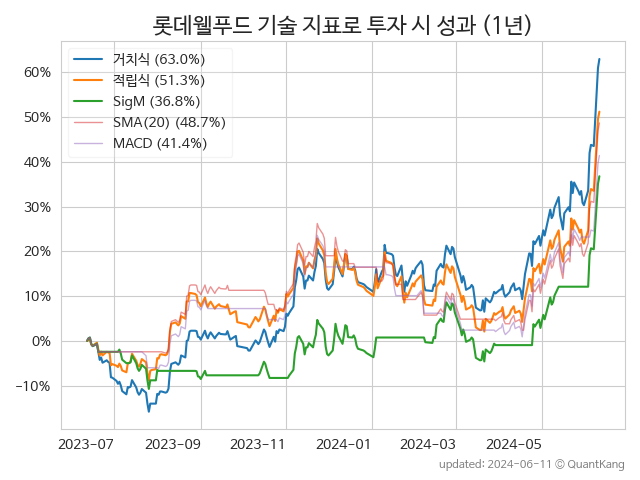 롯데웰푸드 기술 지표로 투자 시 성과 (1년)
거치식 (63.0%)
적립식 (51.3%)
SigM (36.8%)
SMA(20) (48.7%)
MACD (41.4%)
60%
50%
40%
30%
20%
10%
0%
−10%
2023-07 2023-09 2023-11 2024-01 2024-03 2024-05
updated: 2024-06-11 © QuantKang